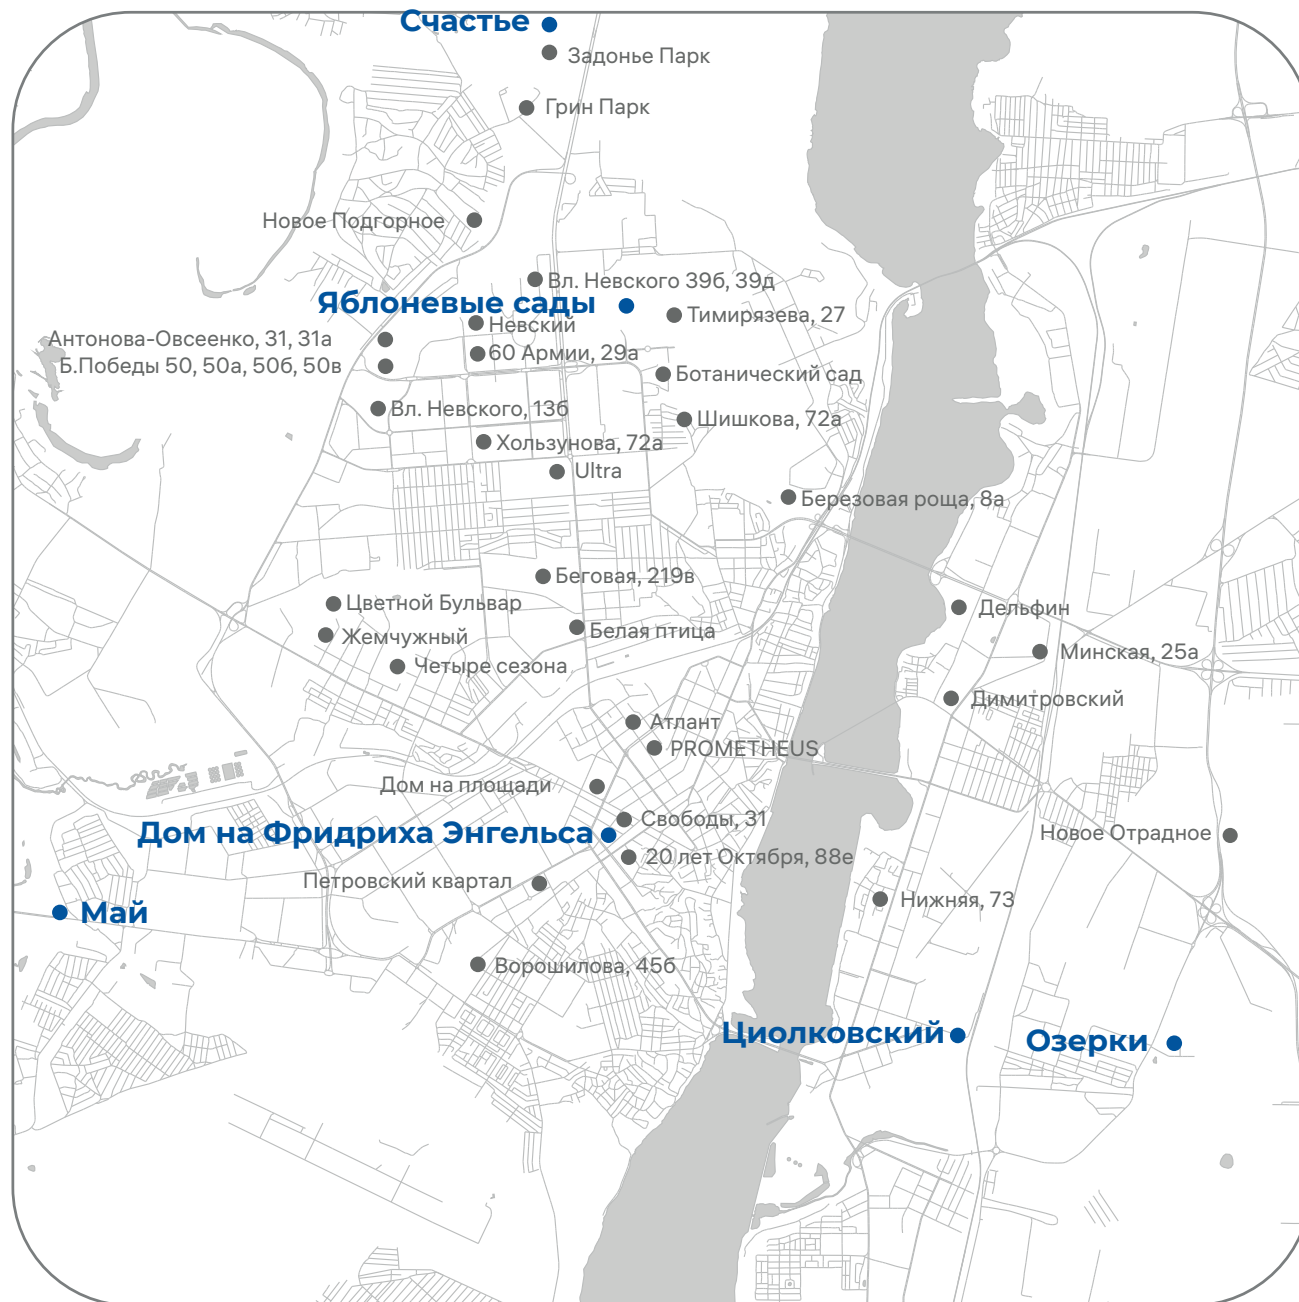 Счастье
Задонье Парк
Грин Парк
Новое Подгорное
Вл. Невского 39б, 39д
Яблоневые сады
Тимирязева, 27
Невский
Антонова-Овсеенко, 31, 31а
60 Армии, 29а
Б.Победы 50, 50а, 50б, 50в
Ботанический сад
Вл. Невского, 13б
Шишкова, 72а
Хользунова, 72а
Ultra
Березовая роща, 8а
Беговая, 219в
Цветной Бульвар
Дельфин
Белая птица
Жемчужный
Минская, 25а
Четыре сезона
Димитровский
Атлант
PROMETHEUS
Дом на площади
Свободы, 31
Дом на Фридриха Энгельса
Новое Отрадное
20 лет Октября, 88е
Петровский квартал
Нижняя, 73
Май
Ворошилова, 45б
Циолковский
Озерки